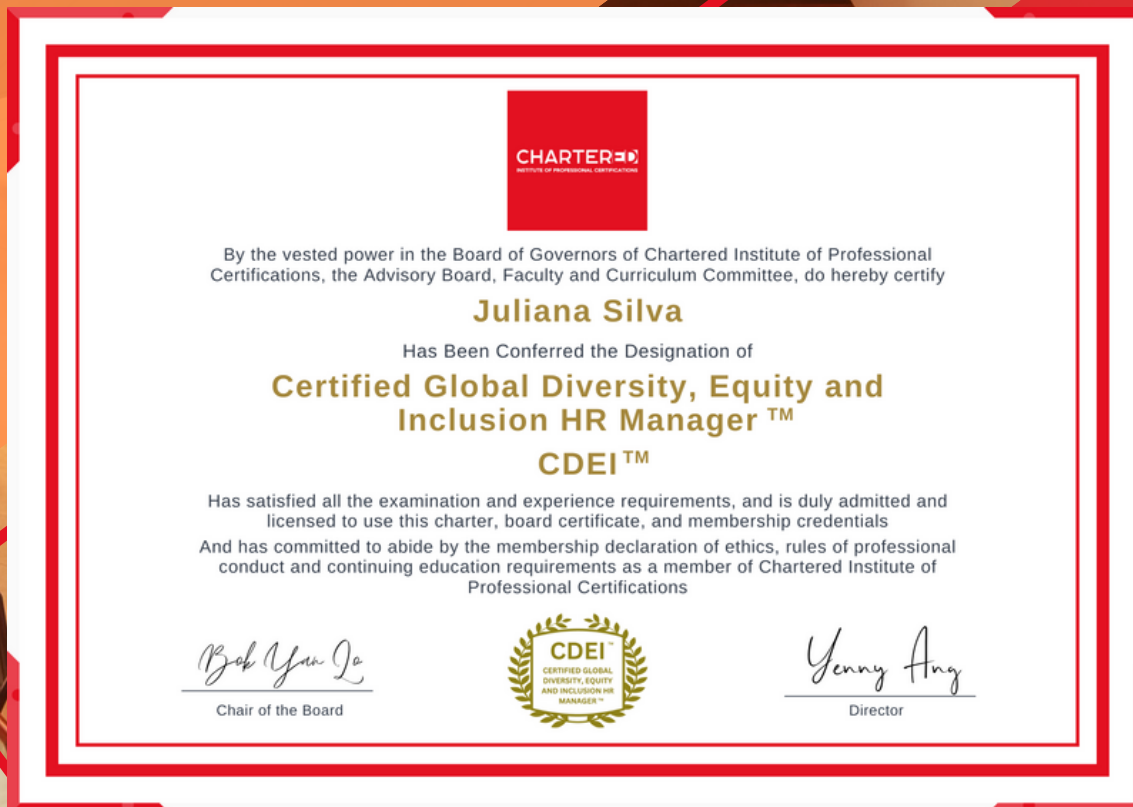 CHARTERED
INSTITUTE OF PROFESSIONAL CERTIFICATIONS
By the vested power in the Board of Governors of Chartered Institute of Professional
Certifications, the Advisory Board, Faculty and Curriculum Committee, do hereby certify
Juliana Silva
Has Been Conferred the Designation of
Certified Global Diversity, Equity and
Inclusion HR Manager ™
CDEI™
Has satisfied all the examination and experience requirements, and is duly admitted and
licensed to use this charter, board certificate, and membership credentials
And has committed to abide by the membership declaration of ethics, rules of professional
conduct and continuing education requirements as a member of Chartered Institute of
Professional Certifications
Bok Yan Lo
Chair of the Board
CDEI™
CERTIFIED GLOBAL
DIVERSITY, EQUITY
AND INCLUSION HR
MANAGER™
Yenny Ang
Director